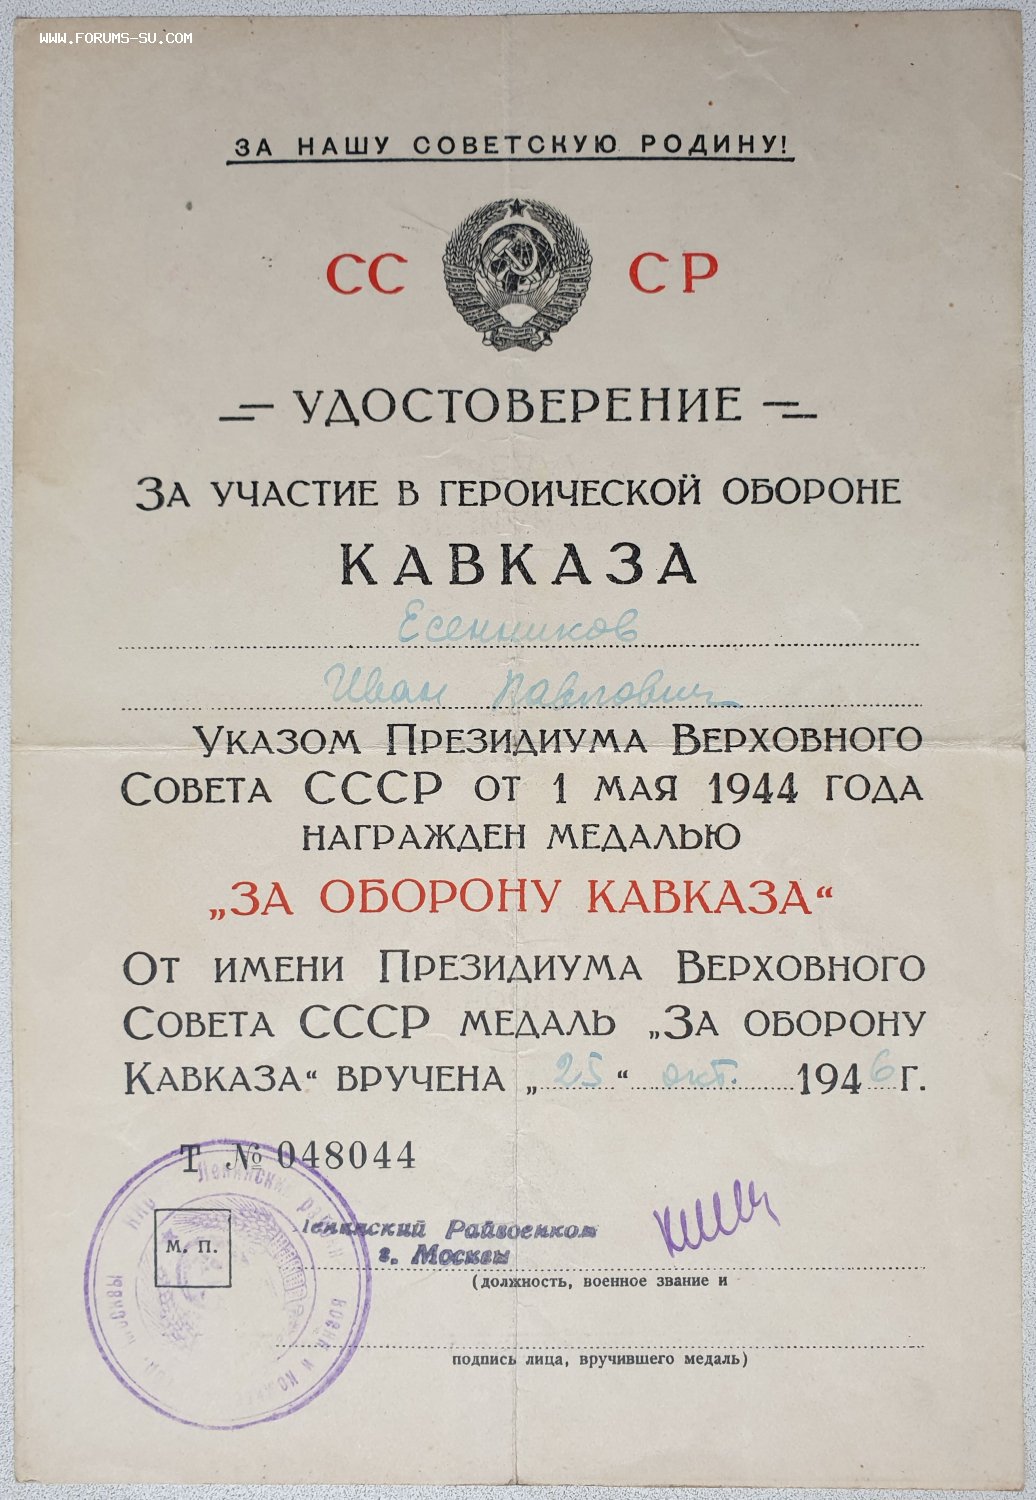 WWW.FORUMS-SU.COM
ЗА НАШУ СОВЕТСКУЮ РОДИНУ!
СС СР
УДОСТОВЕРЕНИЕ
ЗА УЧАСТИЕ В ГЕРОИЧЕСКОЙ ОБОРОНЕ
КАВКАЗА
Есенников
Иван Павлович
УКАЗОМ ПРЕЗИДИУМА ВЕРХОВНОГО
СОВЕТА СССР ОТ 1 МАЯ 1944 ГОДА
НАГРАЖДЕН МЕДАЛЬЮ
„ЗА ОБОРОНУ КАВКАЗА“
ОТ ИМЕНИ ПРЕЗИДИУМА ВЕРХОВНОГО
СОВЕТА СССР МЕДАЛЬ „ЗА ОБОРОНУ
КАВКАЗА“ ВРУЧЕНА „25“ окт. 1946 г.
Т № 048044
М. П.
Ленинский Райвоенком
г. Москвы
(должность, военное звание и
подпись лица, вручившего медаль)